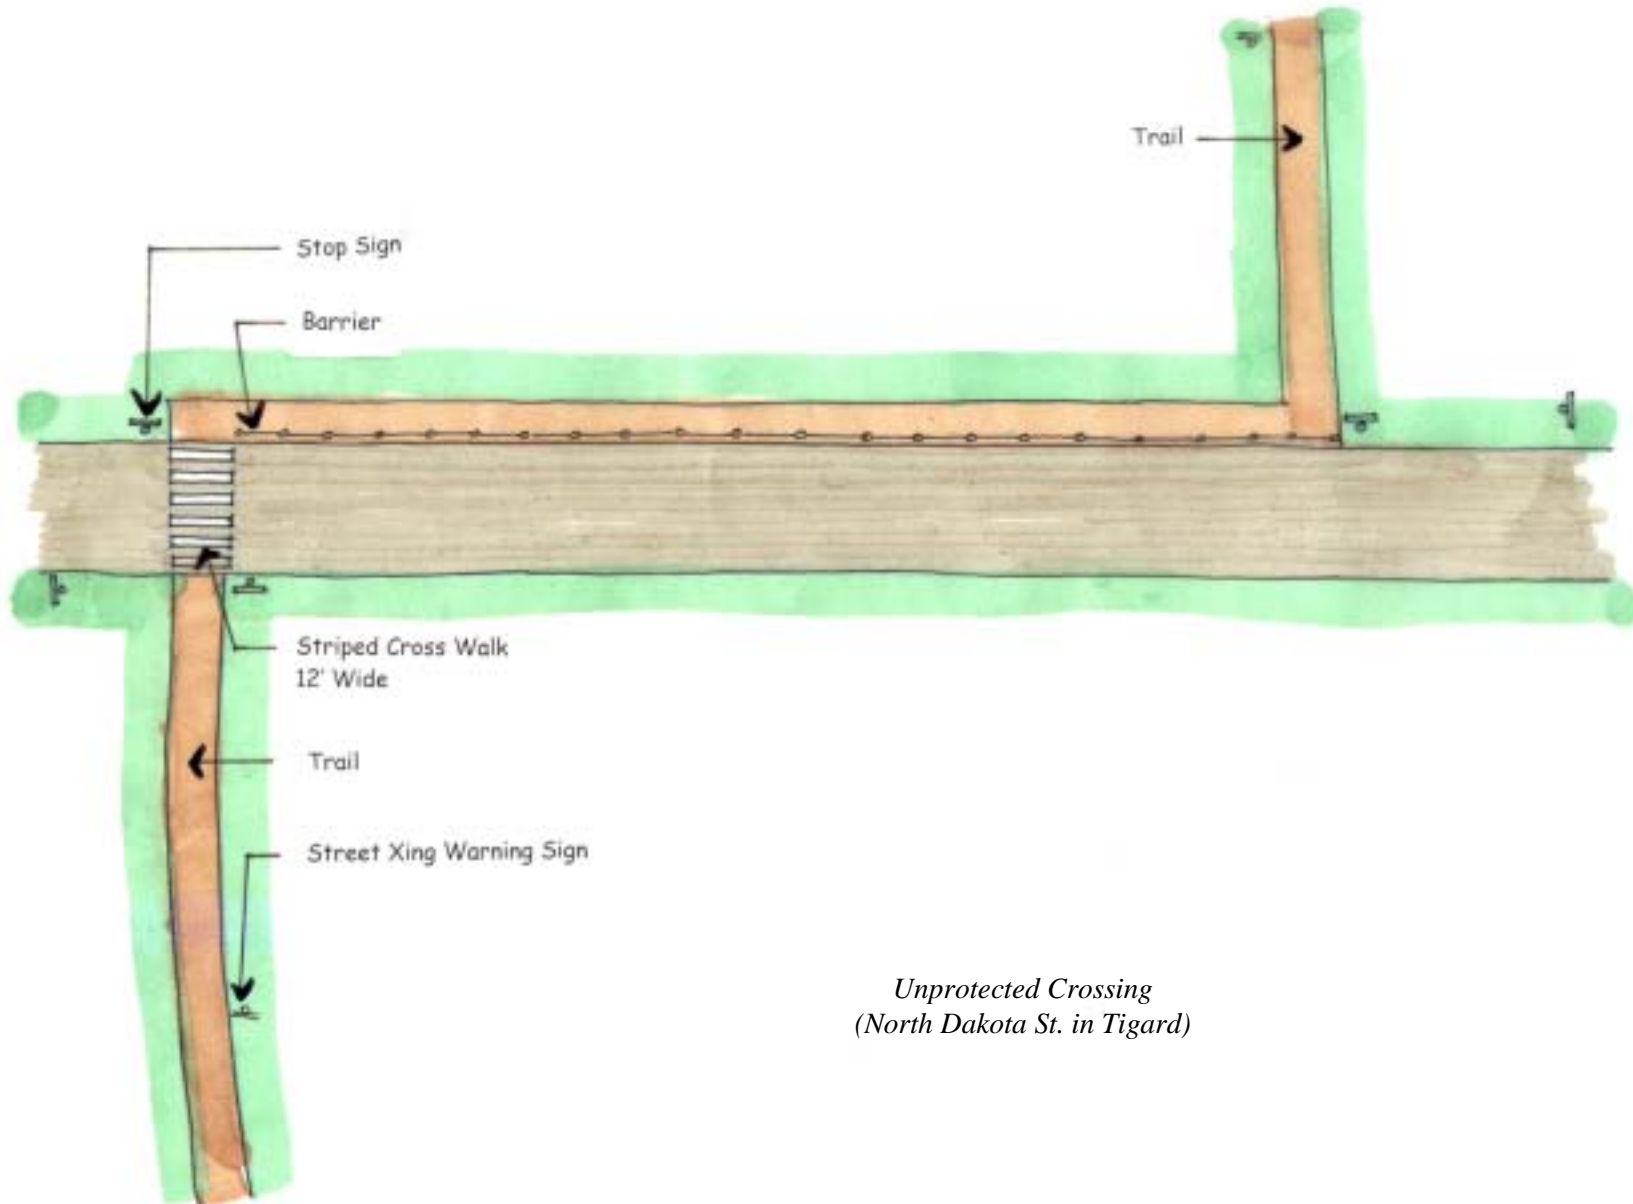 Trail
Stop Sign
Barrier
Striped Cross Walk
12' Wide
Trail
Street Xing Warning Sign
Unprotected Crossing
(North Dakota St. in Tigard)